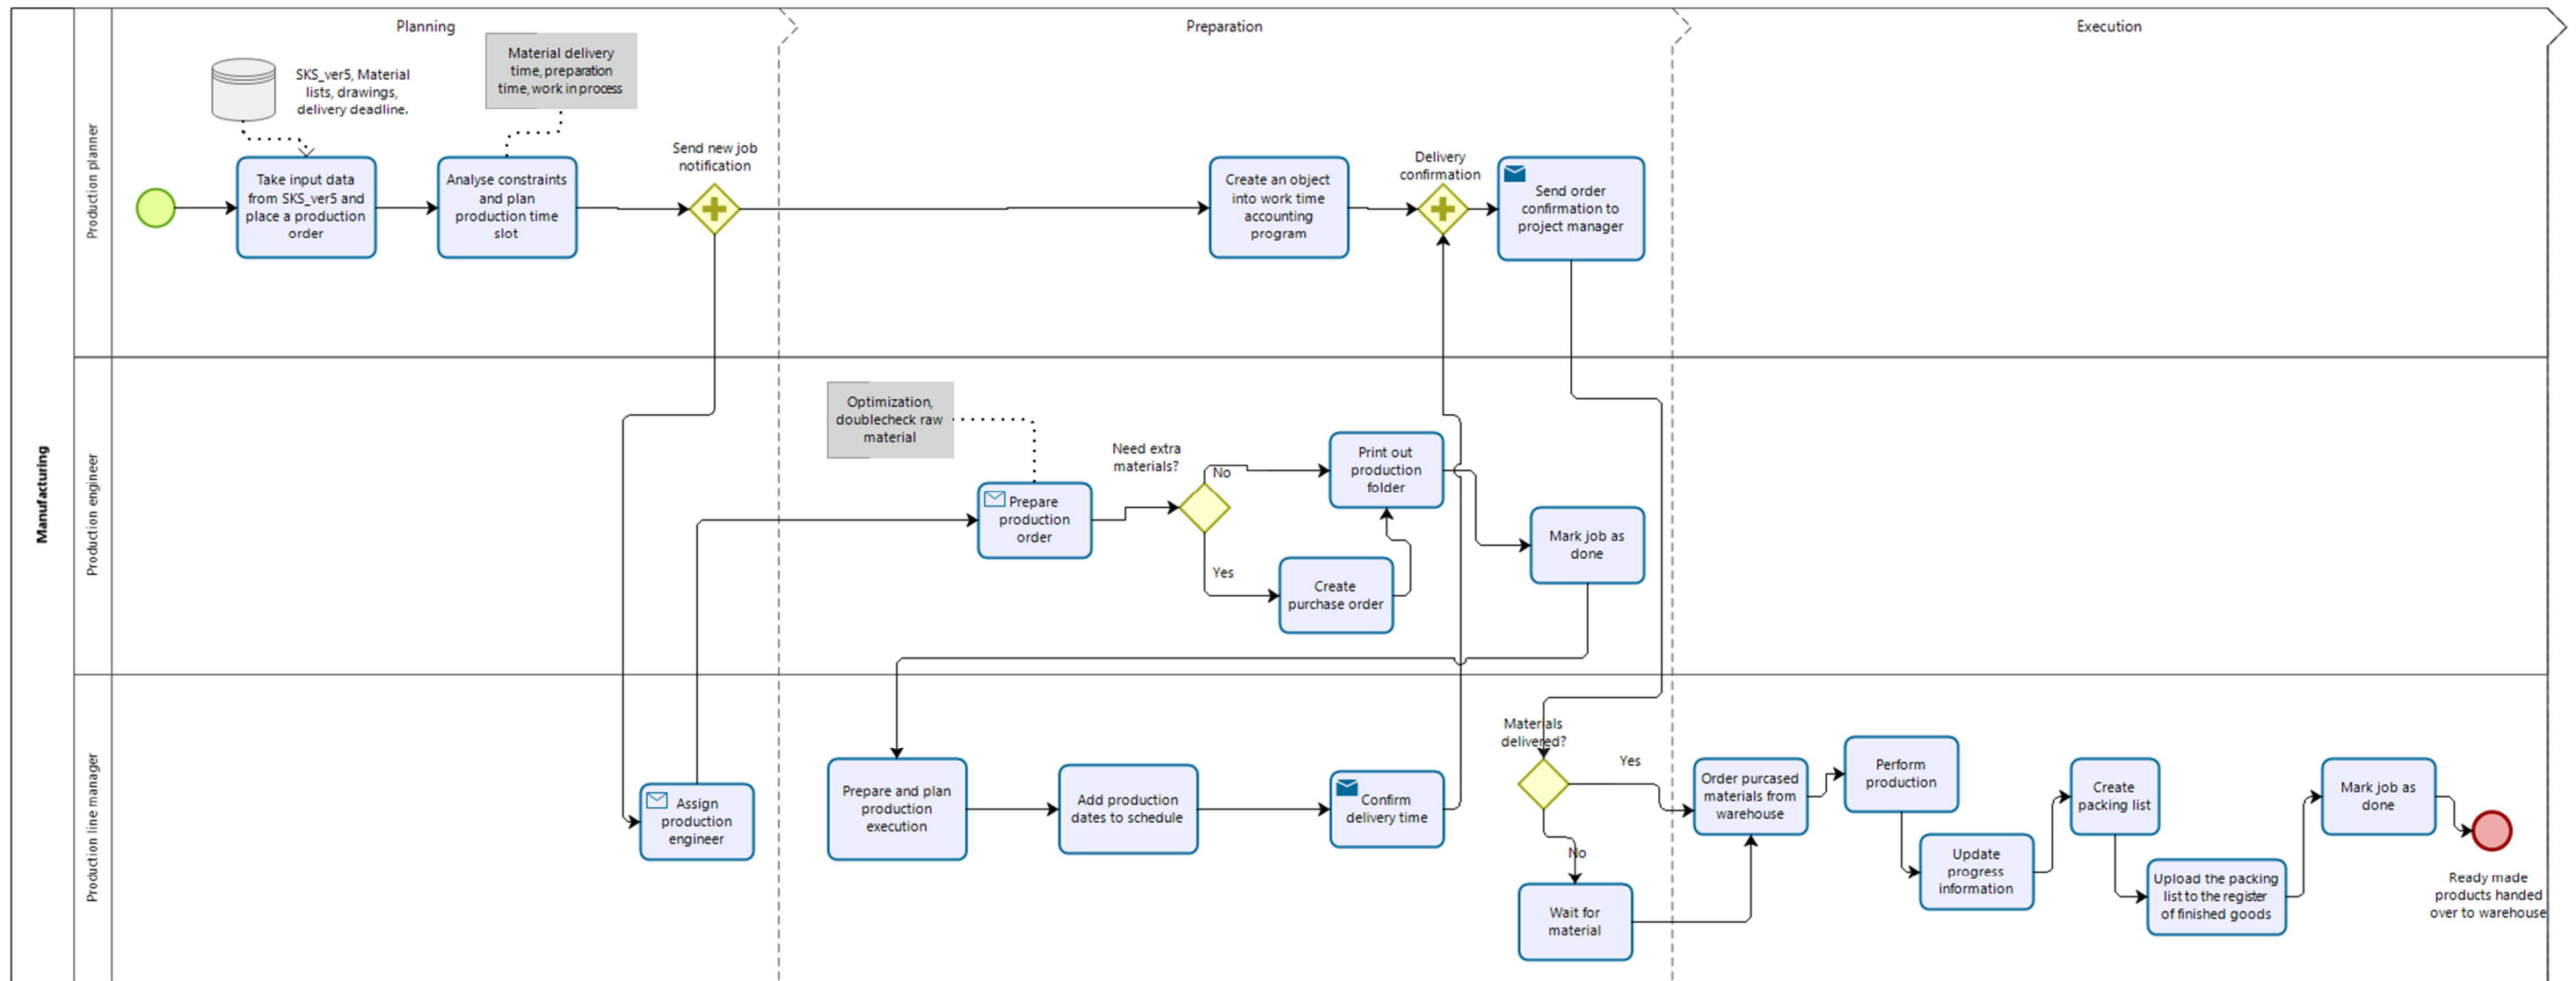 Planning
Preparation
Execution
Manufacturing
Production planner
SKS_ver5, Material
lists, drawings,
delivery deadline.
Material delivery
time, preparation
time, work in process
Take input data
from SKS_ver5 and
place a production
order
Analyse constraints
and plan
production time
slot
Send new job
notification
Create an object
into work time
accounting
program
Delivery
confirmation
Send order
confirmation to
project manager
Production engineer
Optimization,
doublecheck raw
material
Prepare
production
order
Need extra
materials?
No
Yes
Print out
production
folder
Create
purchase order
Mark job as
done
Production line manager
Assign
production
engineer
Prepare and plan
production
execution
Add production
dates to schedule
Confirm
delivery time
Materials
delivered?
Yes
No
Wait for
material
Order purcased
materials from
warehouse
Perform
production
Update
progress
information
Create
packing list
Upload the packing
list to the register
of finished goods
Mark job as
done
Ready made
products handed
over to warehouse